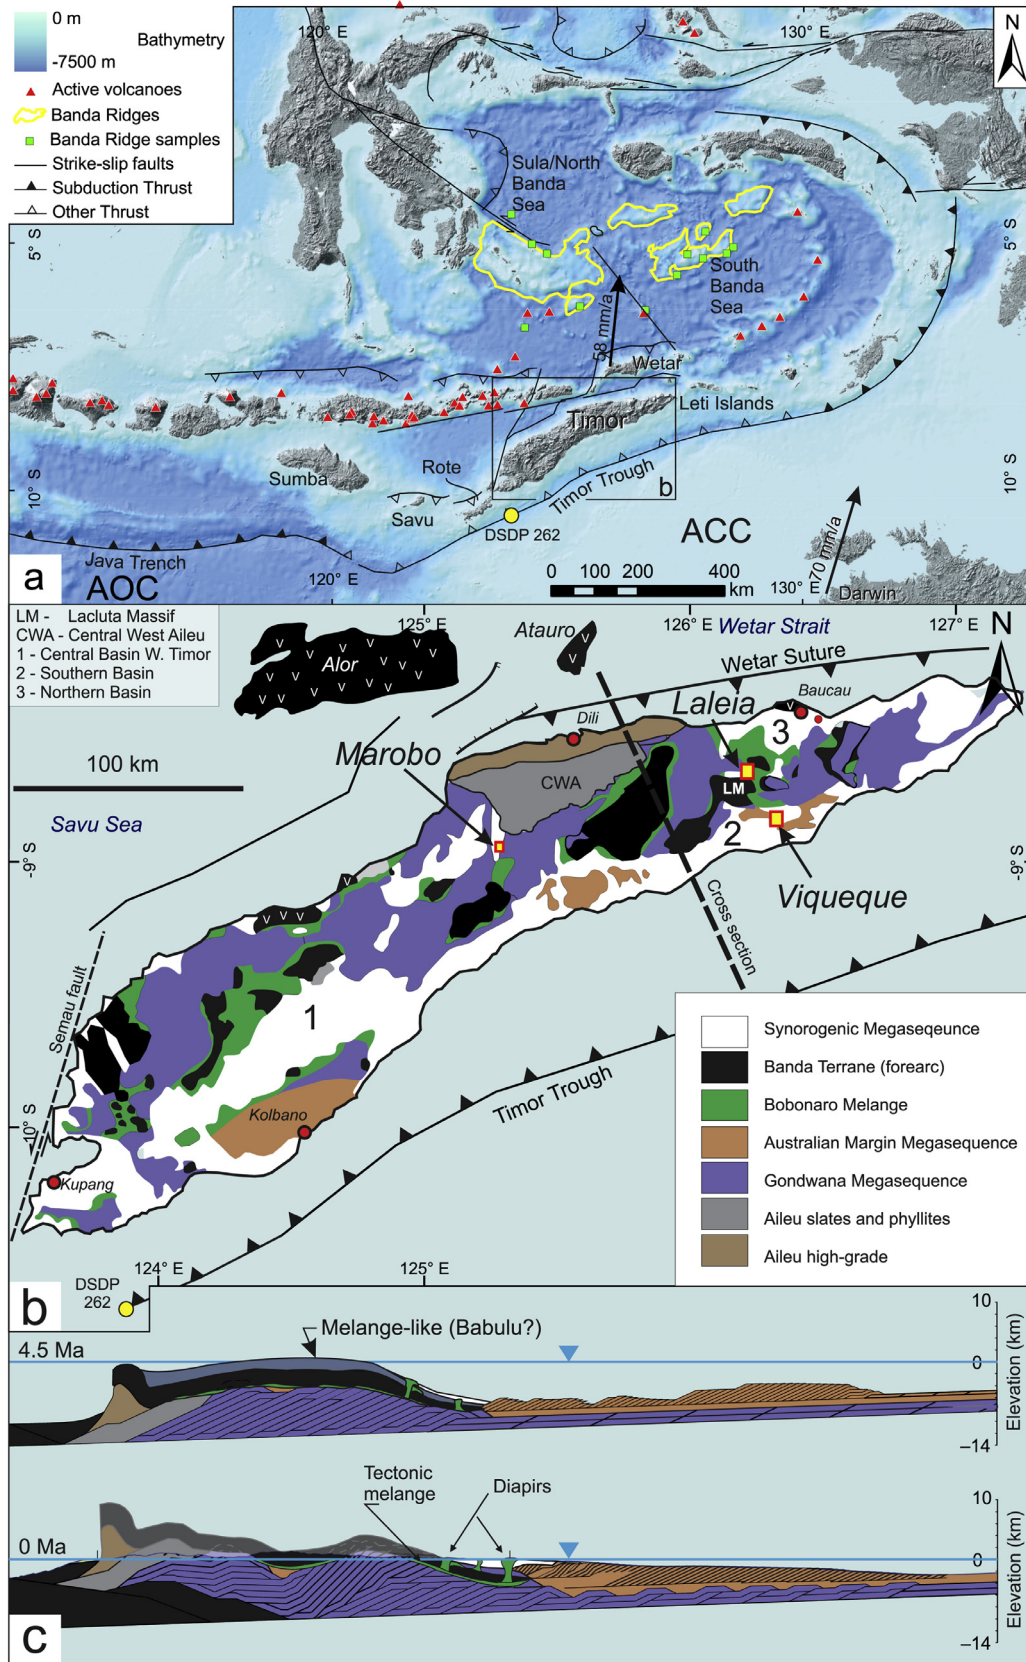 0 m
-7500 m
Bathymetry
Active volcanoes
Banda Ridges
Banda Ridge samples
Strike-slip faults
Subduction Thrust
Other Thrust
120° E
130° E
N
Sula/North
Banda
Sea
5° S
5° S
South
Banda
Sea
58 mm/a
Wetar
Leti Islands
Timor
Rote
Sumba
b
Timor Trough
10° S
10° S
Savu
DSDP 262
ACC
Java Trench
AOC
120° E
0 100 200 400
km
130° E
70 mm/a
Darwin
a
LM - Lacluta Massif
CWA - Central West Aileu
1 - Central Basin W. Timor
2 - Southern Basin
3 - Northern Basin
125° E
126° E
127° E
Atauro
Wetar Strait
N
V V V V V V V V V V V V V V V V V
Alor
V
V
Wetar Suture
Laleia
Baucau
V
Dili
3
Marobo
100 km
CWA
LM
Savu Sea
2
-9° S
-9° S
V
Viqueque
V V V
Cross section
Semau fault
1
Synorogenic Megaseqeunce
Banda Terrane (forearc)
Bobonaro Melange
Australian Margin Megasequence
Gondwana Megasequence
Aileu slates and phyllites
Aileu high-grade
Timor Trough
Kolbano
-10° S
Kupang
124° E
125° E
DSDP
262
b
Melange-like (Babulu?)
4.5 Ma
10
0
-14
Elevation (km)
Tectonic
melange
Diapirs
0 Ma
10
0
-14
Elevation (km)
c